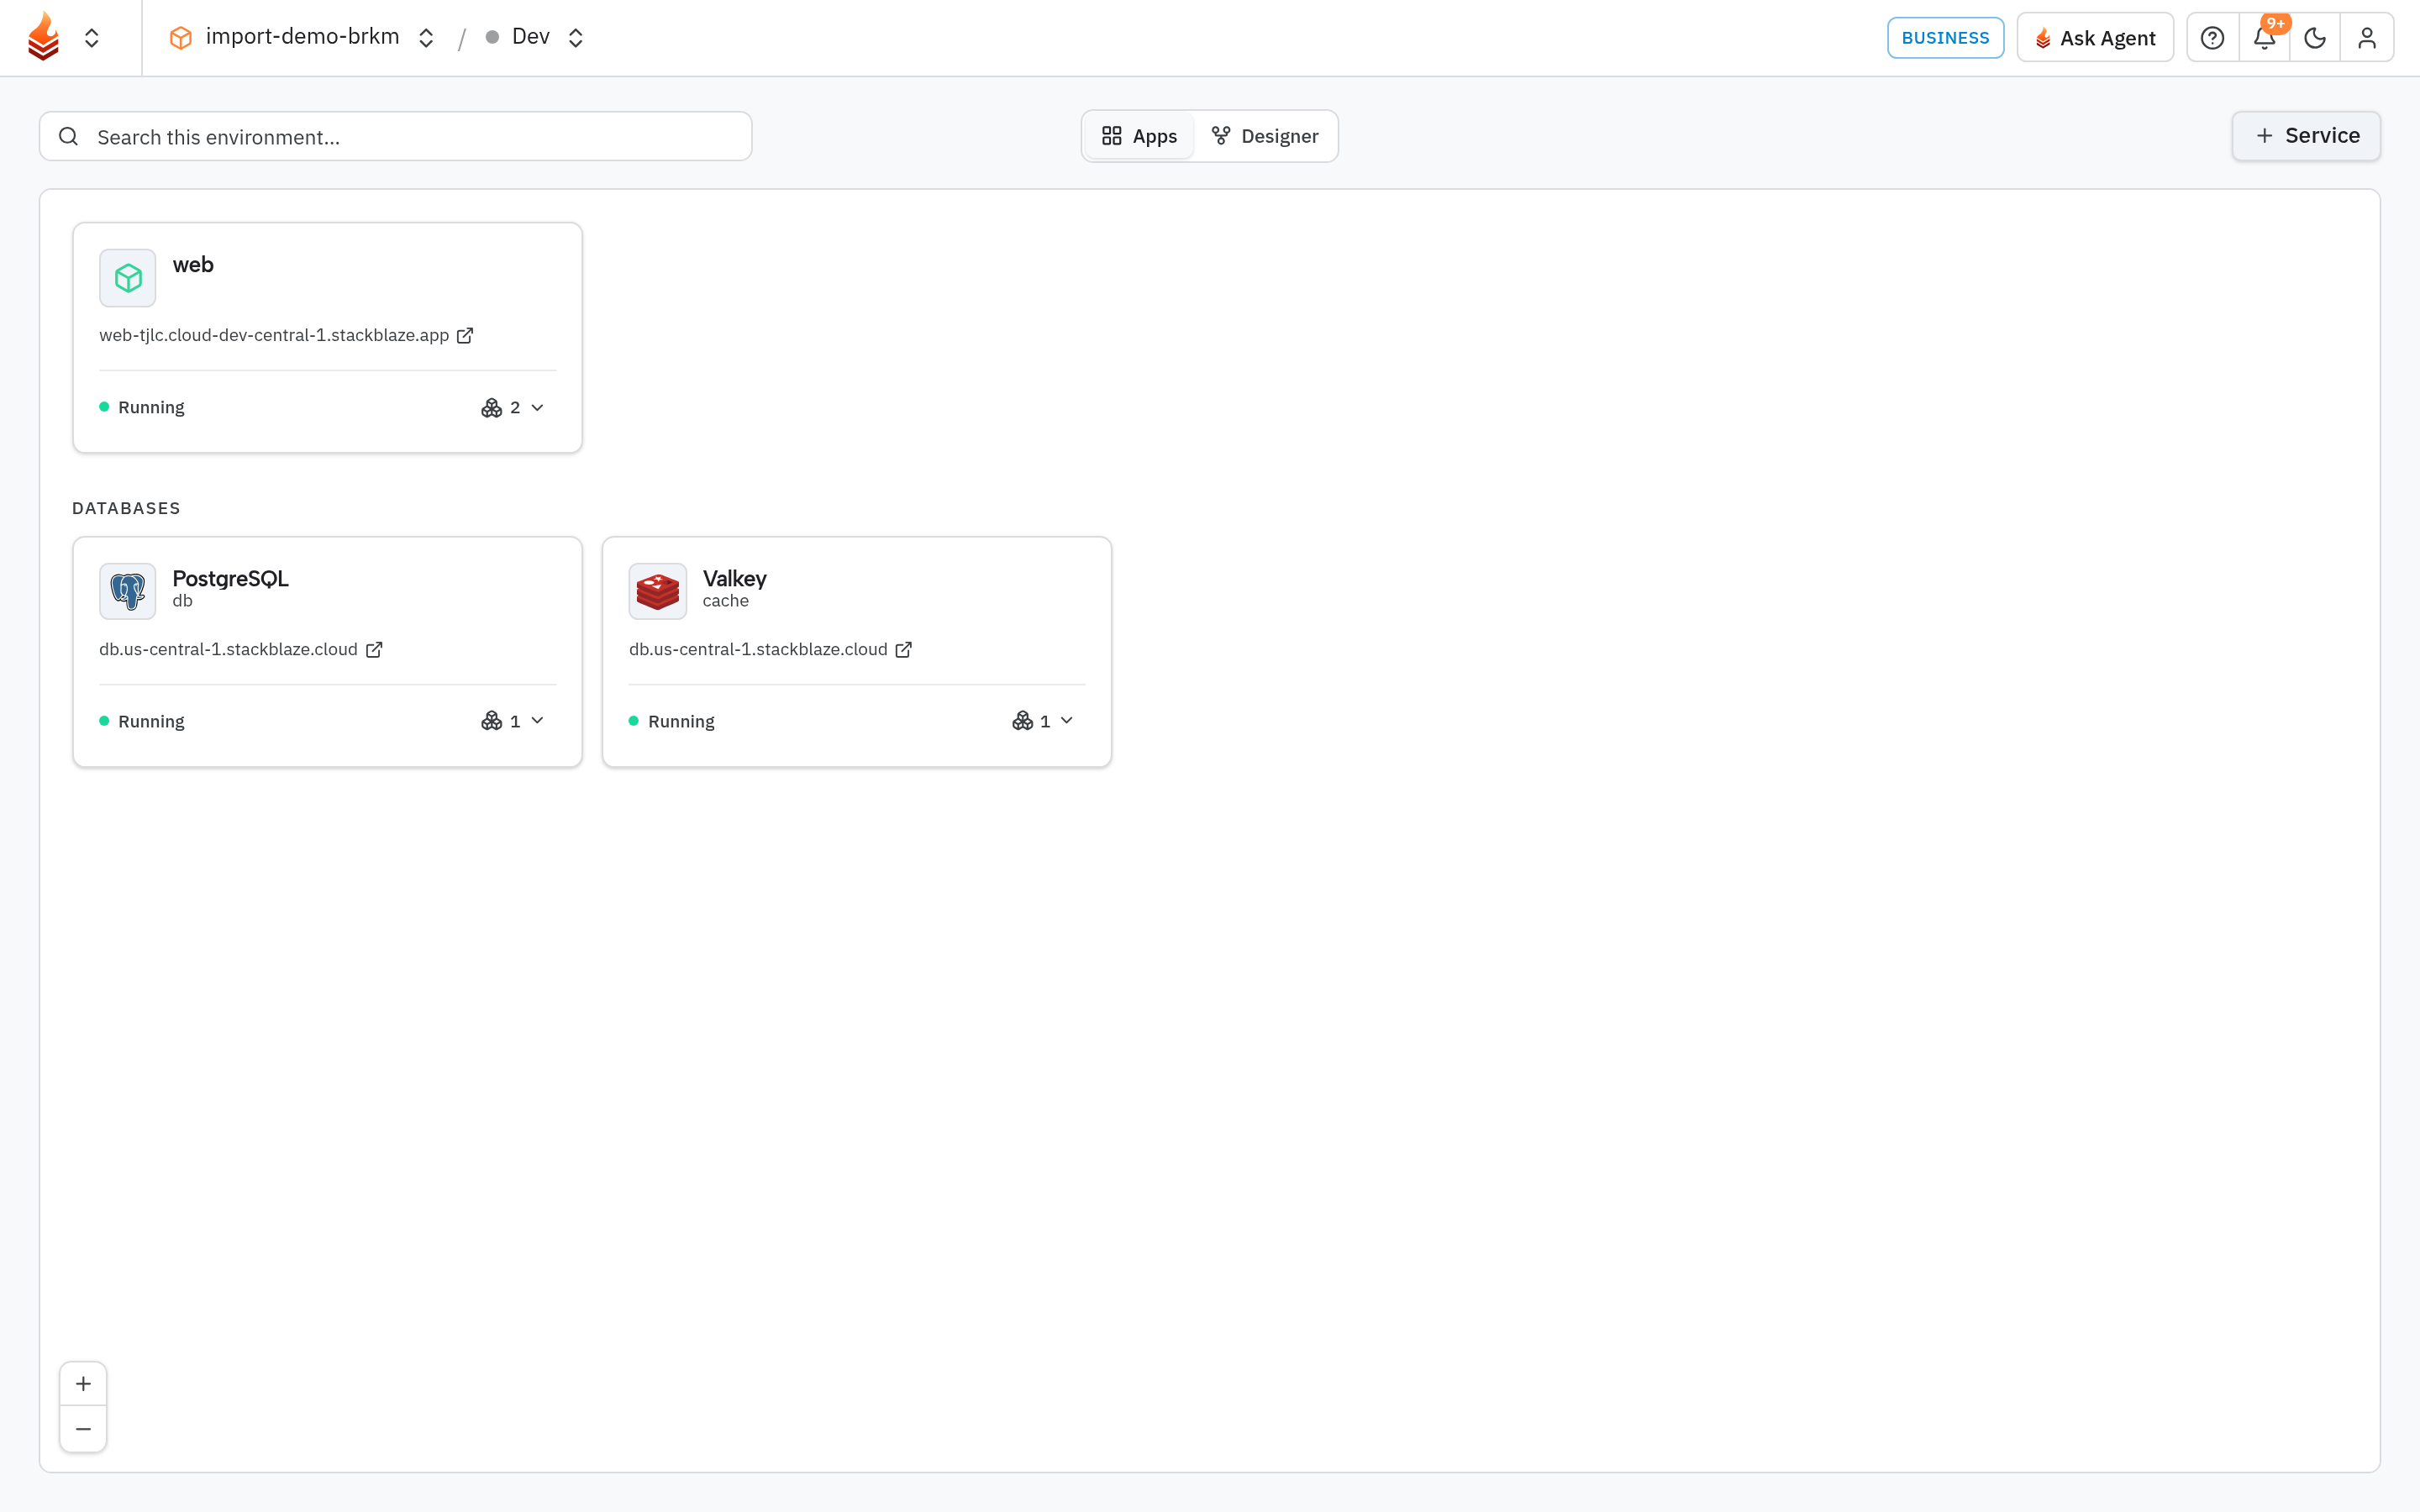 import-demo-brkm / Dev
BUSINESS
Ask Agent
9+
Search this environment...
Apps
Designer
Service
web
web-tjlc.cloud-dev-central-1.stackblaze.app
Running
2
DATABASES
PostgreSQL
db
db.us-central-1.stackblaze.cloud
Running
1
Valkey
cache
db.us-central-1.stackblaze.cloud
Running
1